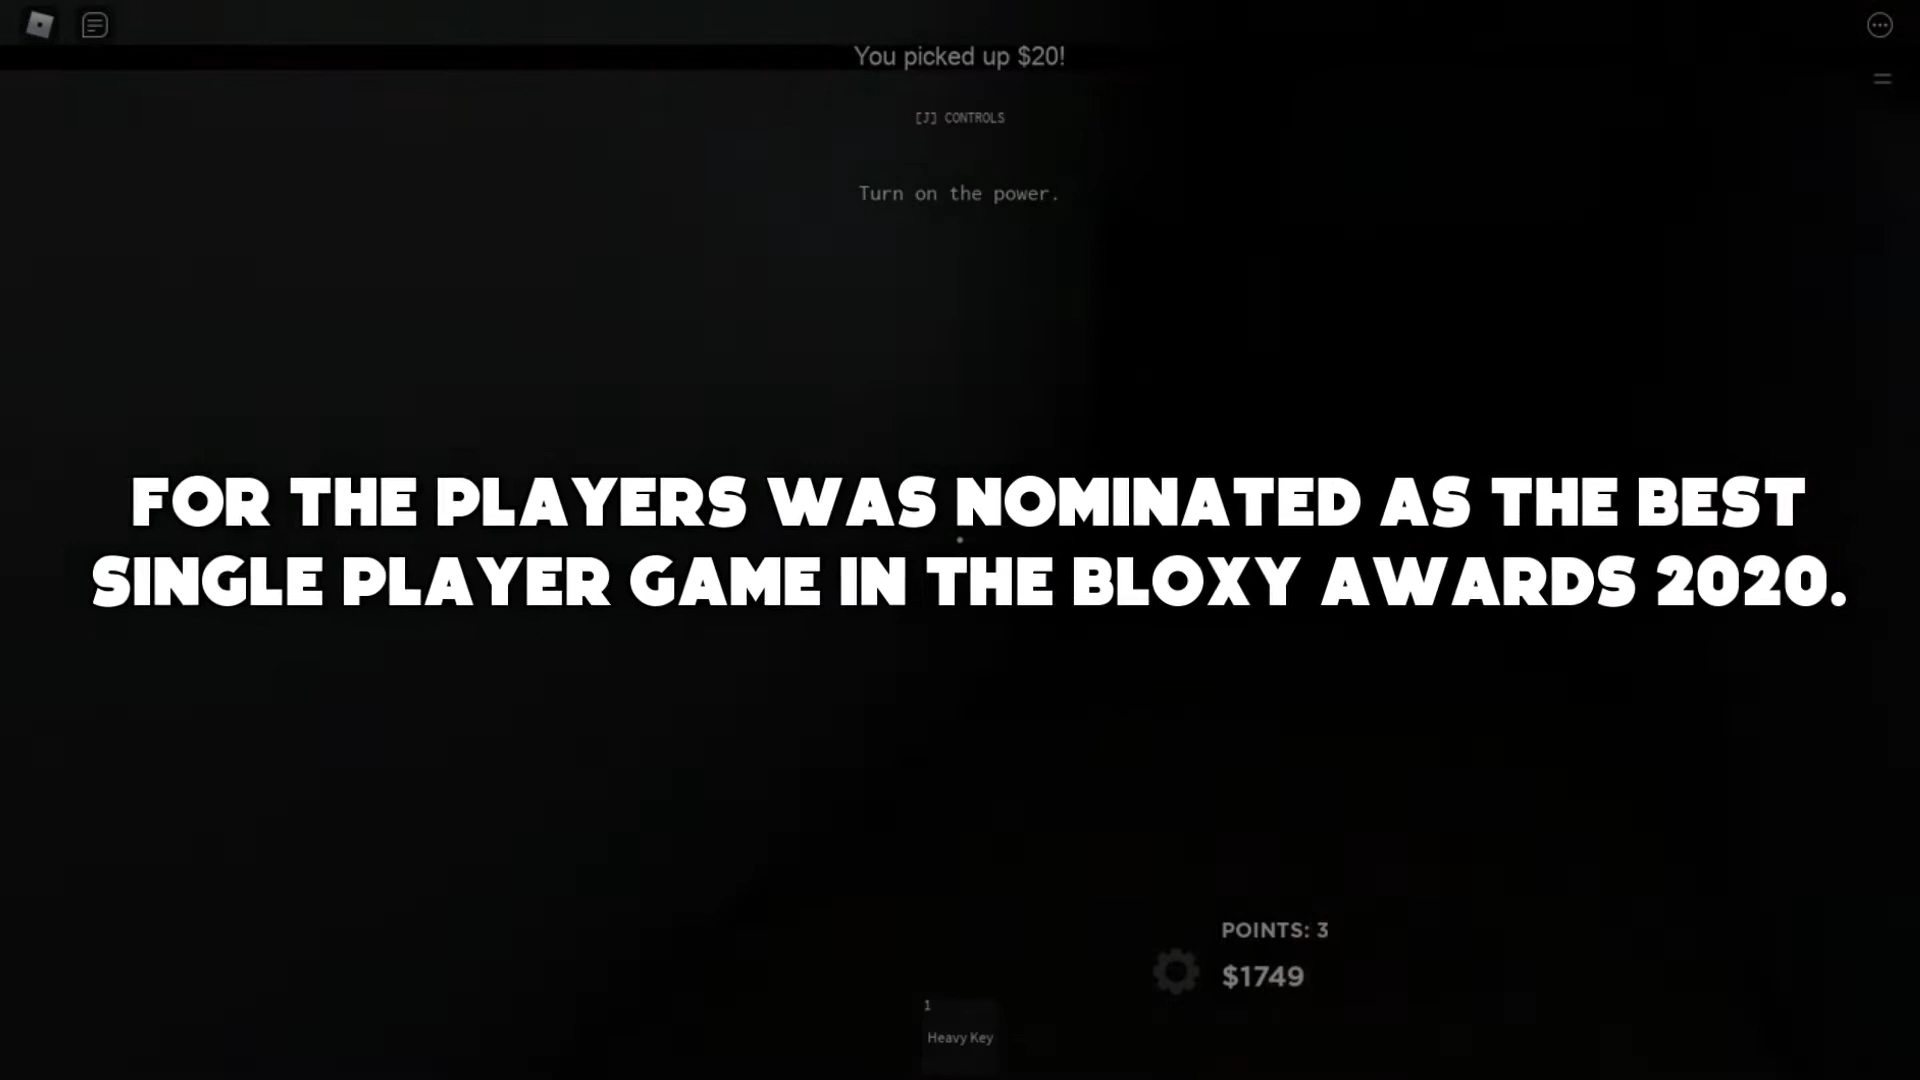 You picked up $20!
[J] CONTROLS
Turn on the power.
FOR THE PLAYERS WAS NOMINATED AS THE BEST
SINGLE PLAYER GAME IN THE BLOXY AWARDS 2020.
POINTS: 3
$1749
1
Heavy Key